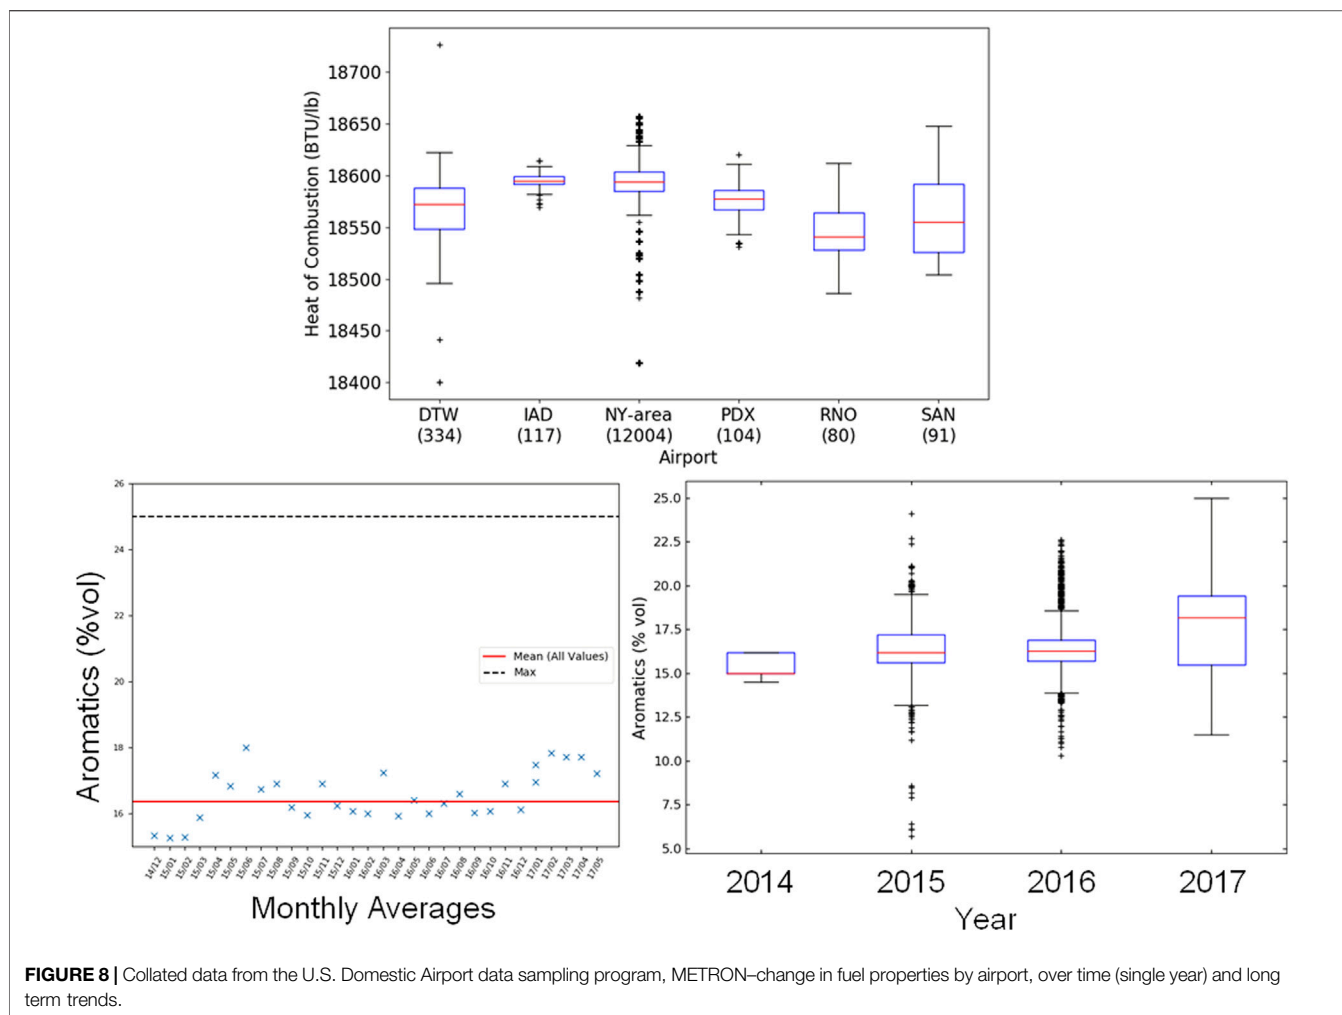 Heat of Combustion (BTU/lb)
18700
18650
18600
18550
18500
18450
18400
DTW IAD NY-area PDX RNO SAN
(334) (117) (12004) (104) (80) (91)
Airport
Aromatics (%vol)
26
24
22
20
18
16
Mean (All Values)
Max
14/12 15/01 15/02 15/03 15/04 15/05 15/06 15/07 15/08 15/09 15/10 15/11 15/12 16/01 16/02 16/03 16/04 16/05 16/06 16/07 16/08 16/09 16/10 16/11 16/12 17/01 17/02 17/03 17/04 17/05
Monthly Averages
Aromatics (% vol)
25.0
22.5
20.0
17.5
15.0
12.5
10.0
7.5
5.0
2014 2015 2016 2017
Year
FIGURE 8 | Collated data from the U.S. Domestic Airport data sampling program, METRON–change in fuel properties by airport, over time (single year) and long
term trends.